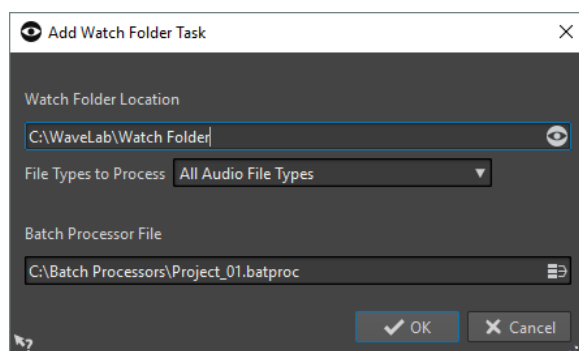 Add Watch Folder Task
Watch Folder Location
C:\WaveLab\Watch Folder
File Types to Process All Audio File Types
Batch Processor File
C:\Batch Processors\Project_01.batproc
OK Cancel
?